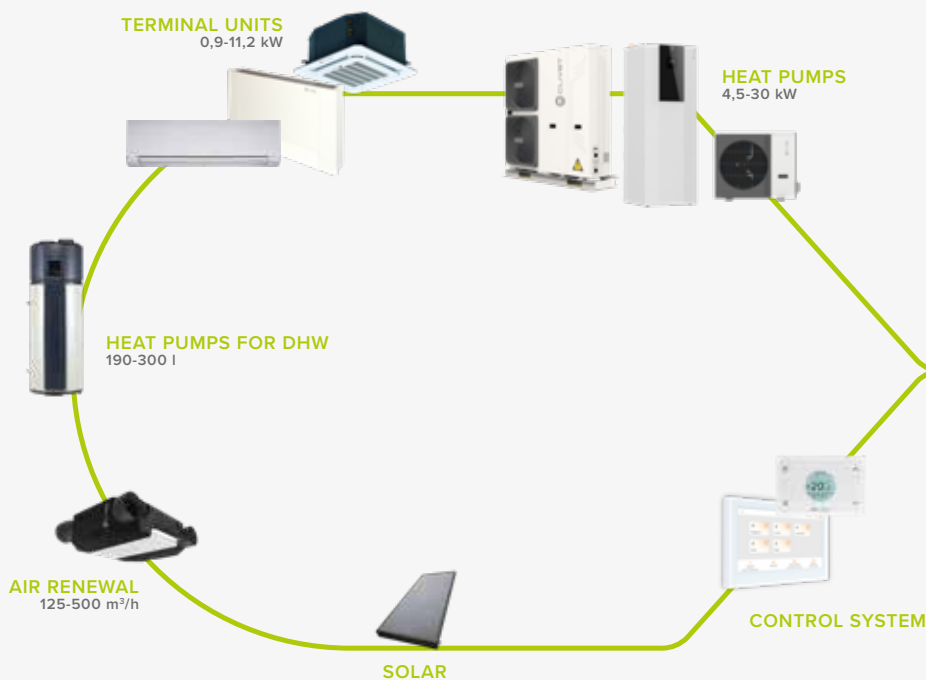 TERMINAL UNITS
0,9-11,2 kW
CLIVET
HEAT PUMPS
4,5-30 kW
HEAT PUMPS FOR DHW
190-300 l
AIR RENEWAL
125-500 m³/h
SOLAR
CONTROL SYSTEM